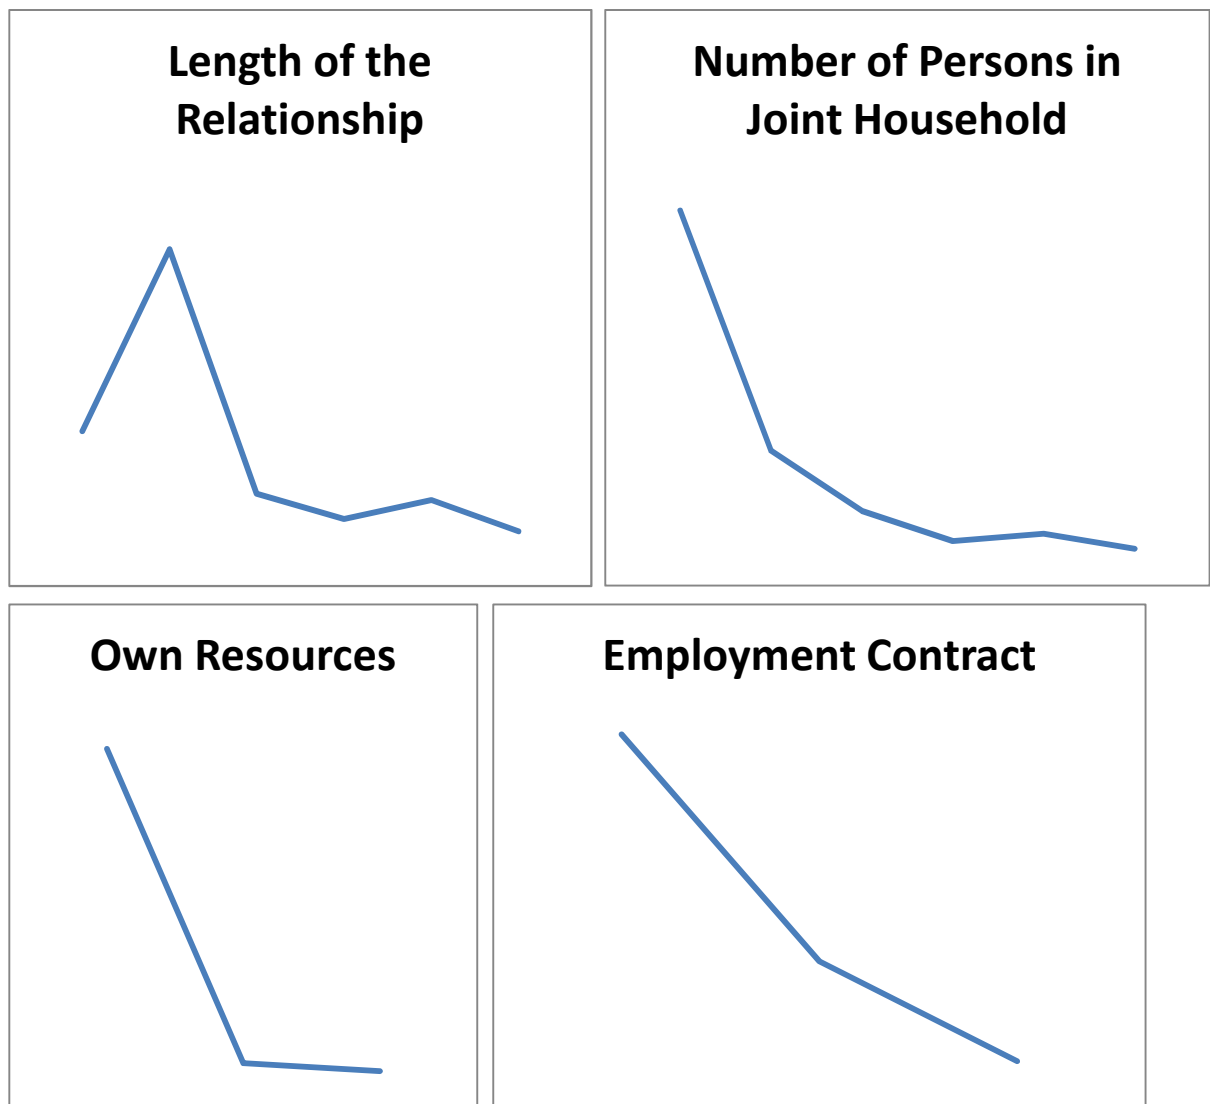 Length of the
Relationship
Number of Persons in
Joint Household
Own Resources
Employment Contract